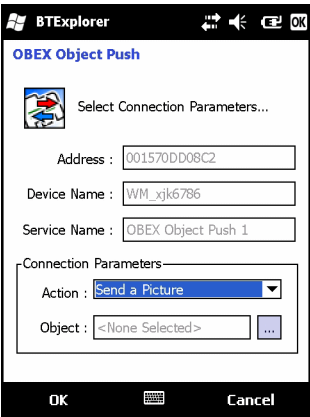 BTExplorer OK
OBEX Object Push
Select Connection Parameters...
Address : 001570DD08C2
Device Name : WM_xjk6786
Service Name : OBEX Object Push 1
Connection Parameters
Action : Send a Picture
Object : <None Selected> ...
OK Cancel